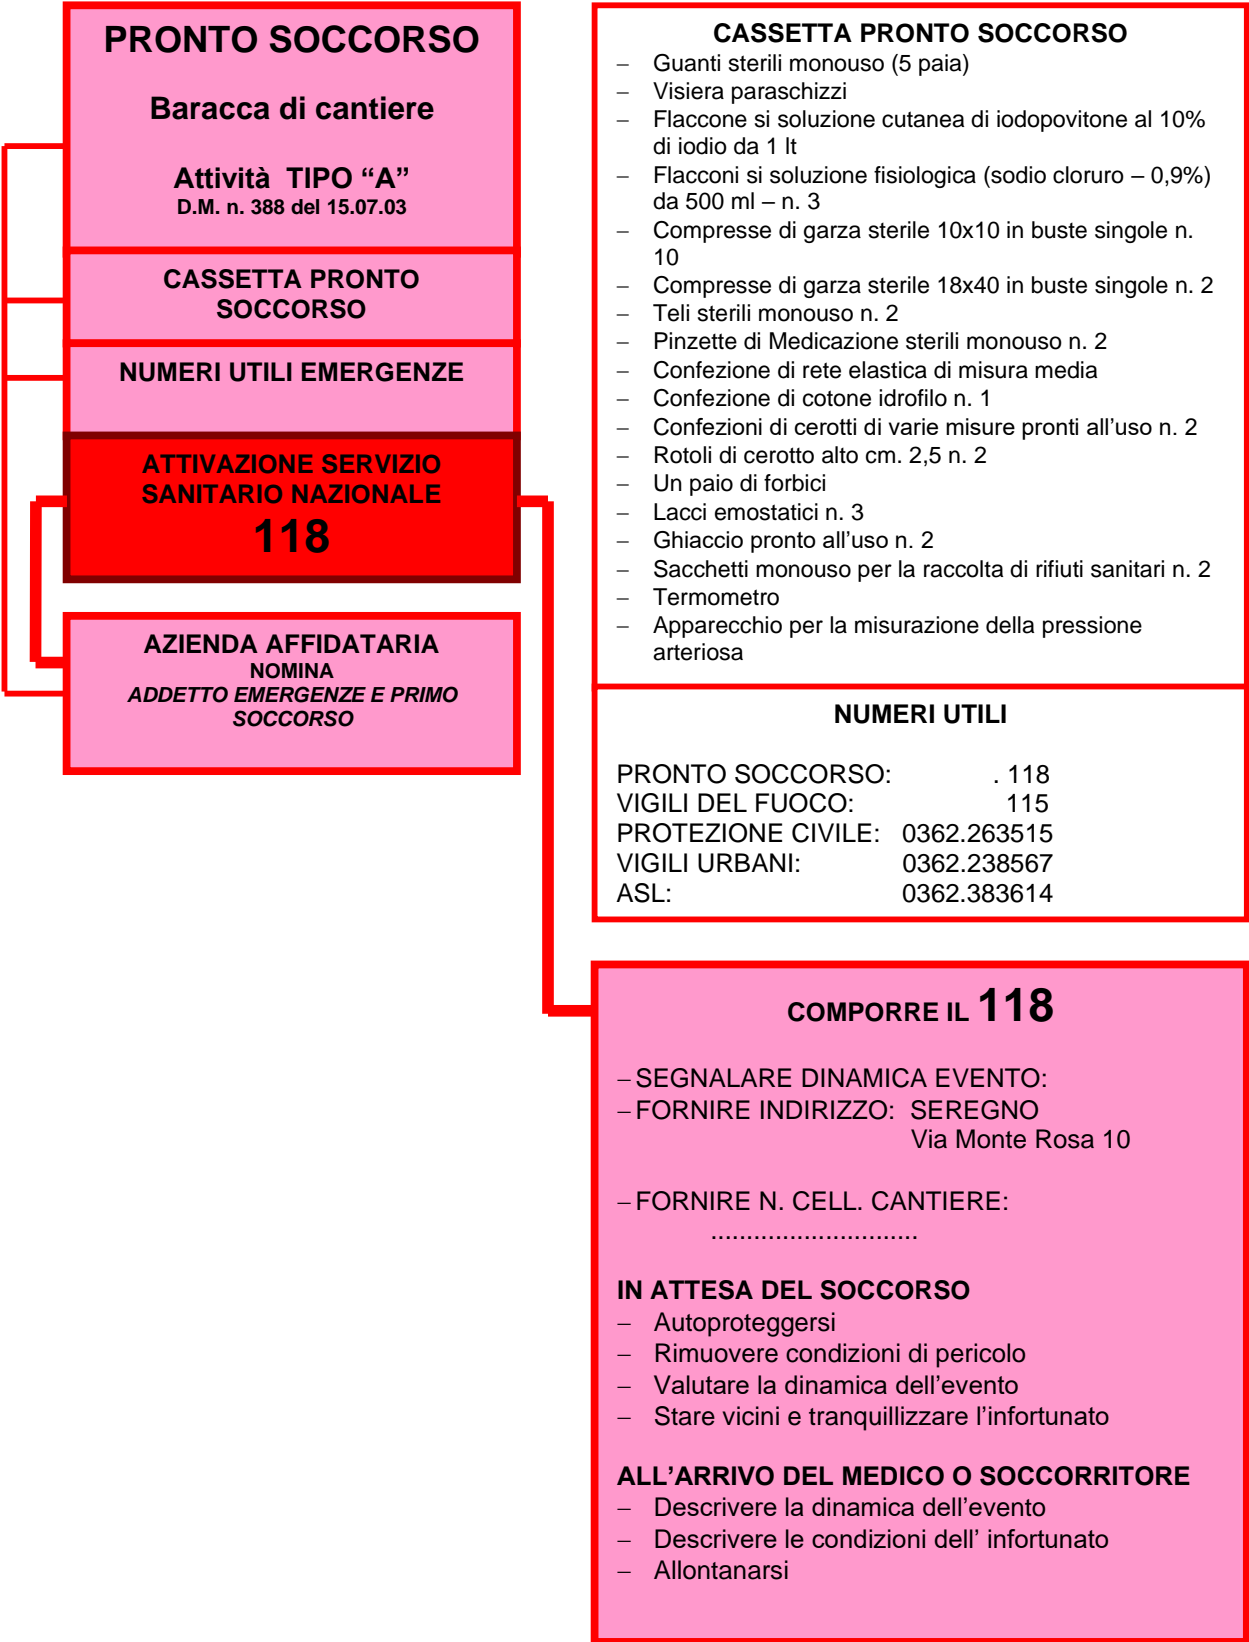 PRONTO SOCCORSO
Baracca di cantiere
Attività TIPO “A”
D.M. n. 388 del 15.07.03
CASSETTA PRONTO
SOCCORSO
NUMERI UTILI EMERGENZE
ATTIVAZIONE SERVIZIO
SANITARIO NAZIONALE
118
AZIENDA AFFIDATARIA
NOMINA
ADDETTO EMERGENZE E PRIMO
SOCCORSO
CASSETTA PRONTO SOCCORSO
– Guanti sterili monouso (5 paia)
– Visiera paraschizzi
– Flaccone si soluzione cutanea di iodopovitone al 10%
di iodio da 1 lt
– Flacconi si soluzione fisiologica (sodio cloruro – 0,9%)
da 500 ml – n. 3
– Compresse di garza sterile 10x10 in buste singole n.
10
– Compresse di garza sterile 18x40 in buste singole n. 2
– Teli sterili monouso n. 2
– Pinzette di Medicazione sterili monouso n. 2
– Confezione di rete elastica di misura media
– Confezione di cotone idrofilo n. 1
– Confezioni di cerotti di varie misure pronti all’uso n. 2
– Rotoli di cerotto alto cm. 2,5 n. 2
– Un paio di forbici
– Lacci emostatici n. 3
– Ghiaccio pronto all’uso n. 2
– Sacchetti monouso per la raccolta di rifiuti sanitari n. 2
– Termometro
– Apparecchio per la misurazione della pressione
arteriosa
NUMERI UTILI
PRONTO SOCCORSO: . 118
VIGILI DEL FUOCO: 115
PROTEZIONE CIVILE: 0362.263515
VIGILI URBANI: 0362.238567
ASL: 0362.383614
COMPORRE IL 118
– SEGNALARE DINAMICA EVENTO:
– FORNIRE INDIRIZZO: SEREGNO
Via Monte Rosa 10
– FORNIRE N. CELL. CANTIERE:
.............................
IN ATTESA DEL SOCCORSO
– Autoproteggersi
– Rimuovere condizioni di pericolo
– Valutare la dinamica dell’evento
– Stare vicini e tranquillizzare l’infortunato
ALL’ARRIVO DEL MEDICO O SOCCORRITORE
– Descrivere la dinamica dell’evento
– Descrivere le condizioni dell’ infortunato
– Allontanarsi